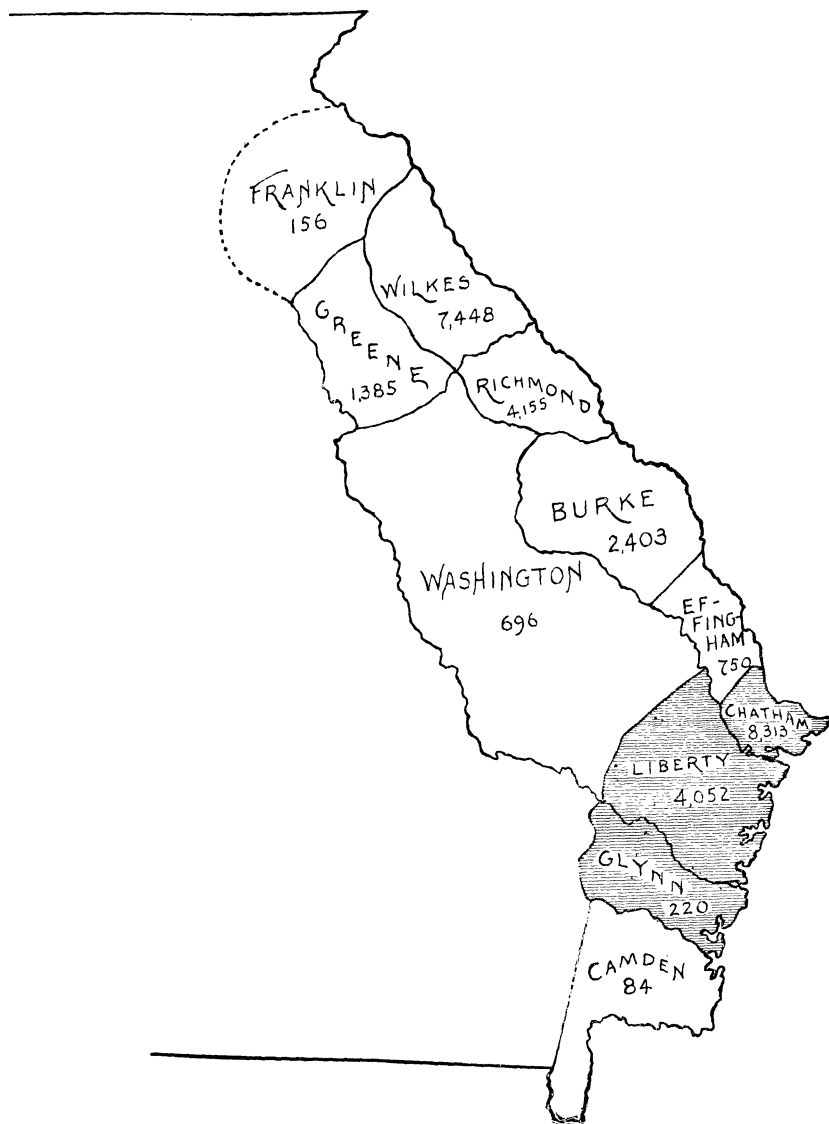 FRANKLIN
156
WILKES
7,448
GREENE
1,385
RICHMOND
4,155
BURKE
2,403
WASHINGTON
696
EF-
FING-
HAM
750
CHATHAM
8,313
LIBERTY
4,052
GLYNN
220
CAMDEN
84